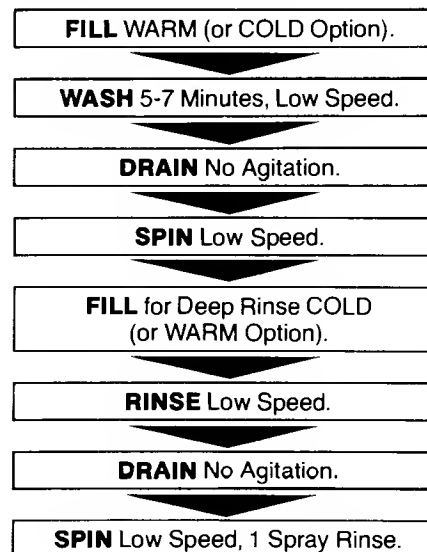 FILL WARM (or COLD Option).
WASH 5-7 Minutes, Low Speed.
DRAIN No Agitation.
SPIN Low Speed.
FILL for Deep Rinse COLD
(or WARM Option).
RINSE Low Speed.
DRAIN No Agitation.
SPIN Low Speed, 1 Spray Rinse.